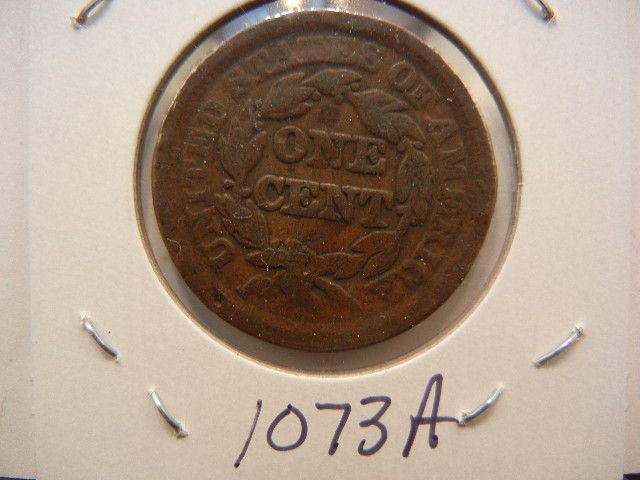 UNITED STATES OF AMERICA
ONE
CENT
1073A